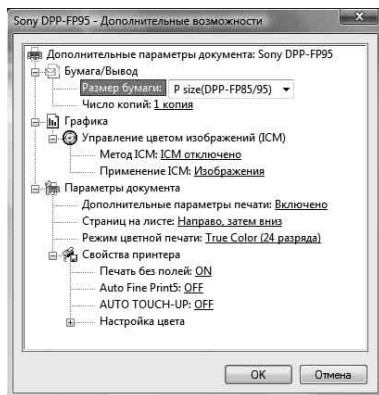 Sony DPP-FP95 - Дополнительные возможности
Дополнительные параметры документа: Sony DPP-FP95
Бумага/Вывод
Размер бумаги: P size(DPP-FP85/95)
Число копий: 1 копия
Графика
Управление цветом изображений (ICM)
Метод ICM: ICM отключено
Применение ICM: Изображения
Параметры документа
Дополнительные параметры печати: Включено
Страниц на листе: Направо, затем вниз
Режим цветной печати: True Color (24 разряда)
Свойства принтера
Печать без полей: ON
Auto Fine Print5: OFF
AUTO TOUCH-UP: OFF
Настройка цвета
OK Отмена